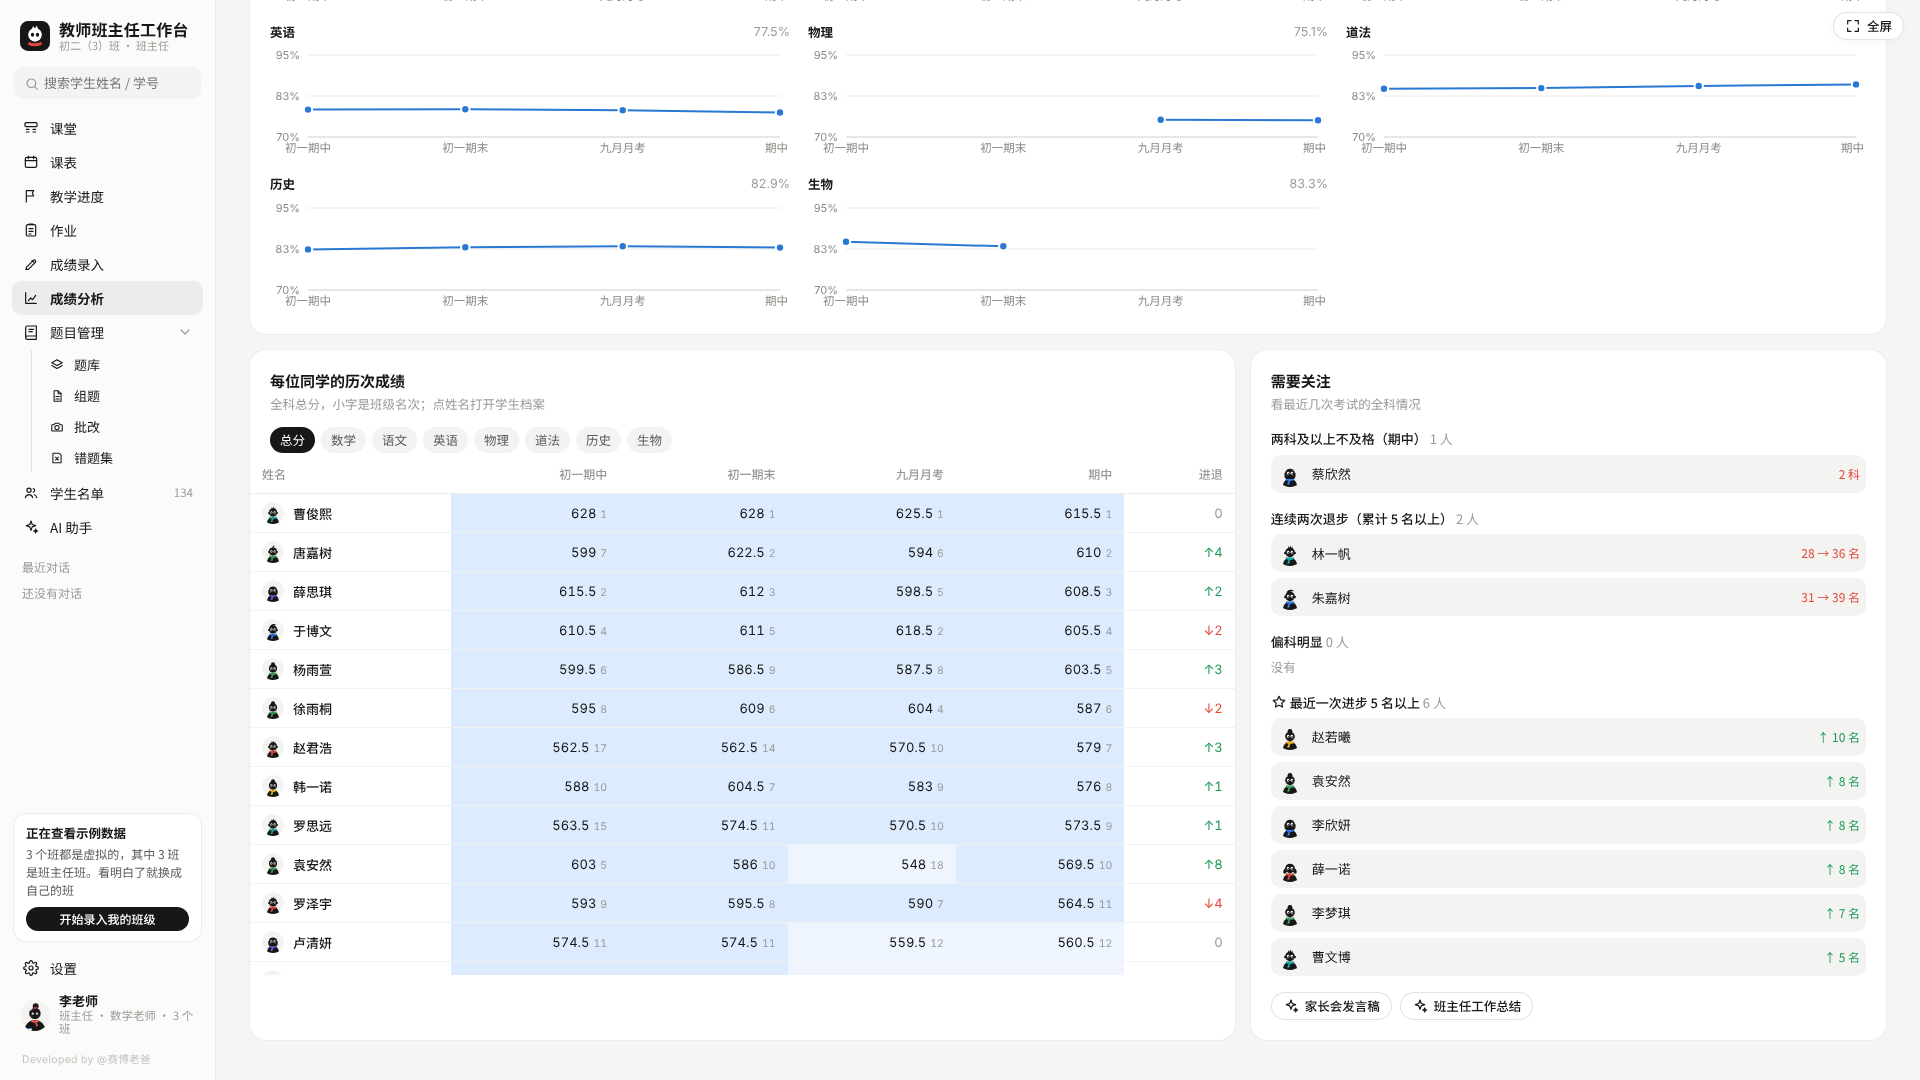 教师班主任工作台
初二（3）班 · 班主任
搜索学生姓名 / 学号
课堂
课表
教学进度
作业
成绩录入
成绩分析
题目管理
题库
组题
批改
错题集
学生名单 134
AI 助手
最近对话
还没有对话
正在查看示例数据
3 个班都是虚拟的，其中 3 班
是班主任班。看明白了就换成
自己的班
开始录入我的班级
设置
李老师
班主任 · 数学老师 · 3 个
班
Developed by @赛博老爸
全屏
英语 77.5%
95%
83%
70%
初一期中 初一期末 九月月考 期中
物理 75.1%
95%
83%
70%
初一期中 初一期末 九月月考 期中
道法
95%
83%
70%
初一期中 初一期末 九月月考 期中
历史 82.9%
95%
83%
70%
初一期中 初一期末 九月月考 期中
生物 83.3%
95%
83%
70%
初一期中 初一期末 九月月考 期中
每位同学的历次成绩
全科总分，小字是班级名次；点姓名打开学生档案
总分 数学 语文 英语 物理 道法 历史 生物
姓名 初一期中 初一期末 九月月考 期中 进退
曹俊熙 628 1 628 1 625.5 1 615.5 1 0
唐嘉树 599 7 622.5 2 594 6 610 2 ↑4
薛思琪 615.5 2 612 3 598.5 5 608.5 3 ↑2
于博文 610.5 4 611 5 618.5 2 605.5 4 ↓2
杨雨萱 599.5 6 586.5 9 587.5 8 603.5 5 ↑3
徐雨桐 595 8 609 6 604 4 587 6 ↓2
赵君浩 562.5 17 562.5 14 570.5 10 579 7 ↑3
韩一诺 588 10 604.5 7 583 9 576 8 ↑1
罗思远 563.5 15 574.5 11 570.5 10 573.5 9 ↑1
袁安然 603 5 586 10 548 18 569.5 10 ↑8
罗泽宇 593 9 595.5 8 590 7 564.5 11 ↓4
卢清妍 574.5 11 574.5 11 559.5 12 560.5 12 0
需要关注
看最近几次考试的全科情况
两科及以上不及格（期中） 1 人
蔡欣然 2 科
连续两次退步（累计 5 名以上） 2 人
林一帆 28 → 36 名
朱嘉树 31 → 39 名
偏科明显 0 人
没有
最近一次进步 5 名以上 6 人
赵若曦 ↑ 10 名
袁安然 ↑ 8 名
李欣妍 ↑ 8 名
薛一诺 ↑ 8 名
李梦琪 ↑ 7 名
曹文博 ↑ 5 名
家长会发言稿
班主任工作总结